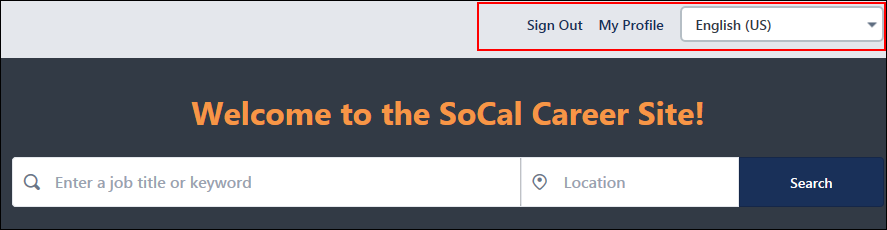 Sign Out My Profile English (US)
Welcome to the SoCal Career Site!
Enter a job title or keyword Location Search